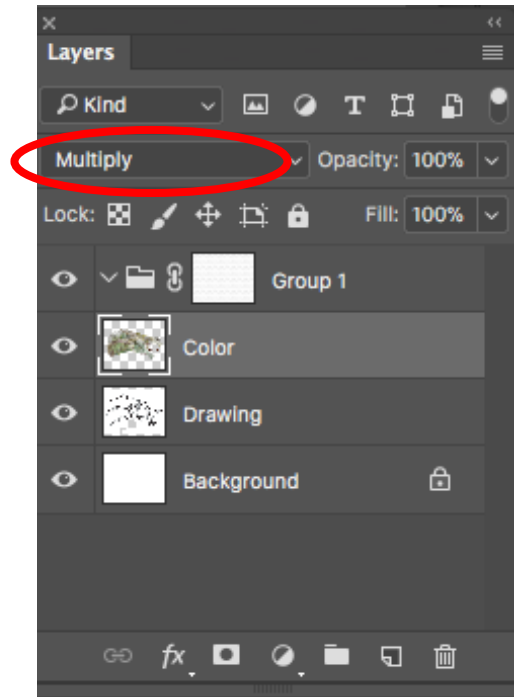 Layers
Kind
Multiply Opacity: 100%
Lock: Fill: 100%
Group 1
Color
Drawing
Background